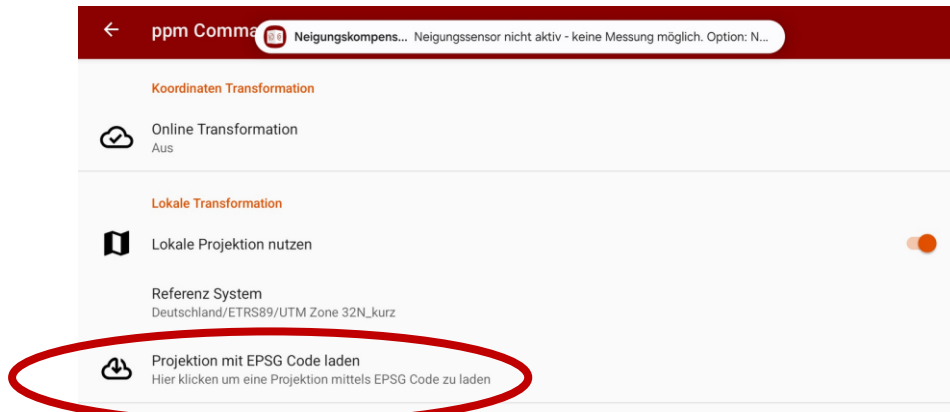 ppm Comma
Neigungskompens... Neigungssensor nicht aktiv - keine Messung möglich. Option: N...
Koordinaten Transformation
Online Transformation
Aus
Lokale Transformation
Lokale Projektion nutzen
Referenz System
Deutschland/ETRS89/UTM Zone 32N_kurz
Projektion mit EPSG Code laden
Hier klicken um eine Projektion mittels EPSG Code zu laden